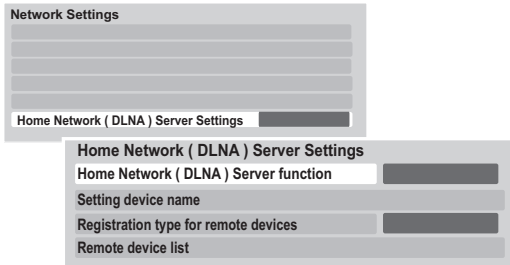 Network Settings
Home Network ( DLNA ) Server Settings
Home Network ( DLNA ) Server Settings
Home Network ( DLNA ) Server function
Setting device name
Registration type for remote devices
Remote device list